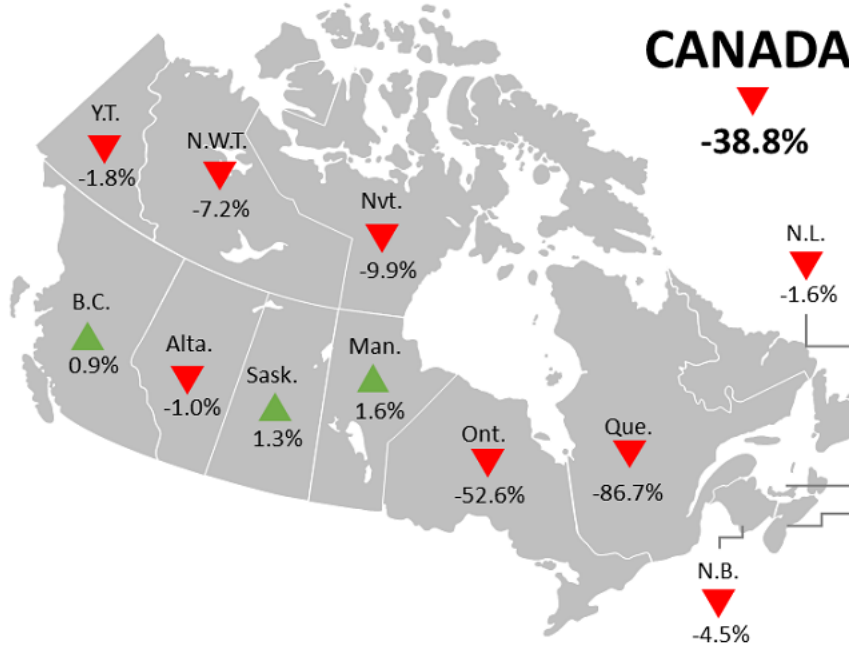 CANADA
-38.8%
Y.T.
-1.8%
N.W.T.
-7.2%
Nvt.
-9.9%
N.L.
-1.6%
B.C.
0.9%
Alta.
-1.0%
Sask.
1.3%
Man.
1.6%
Ont.
-52.6%
Que.
-86.7%
N.B.
-4.5%